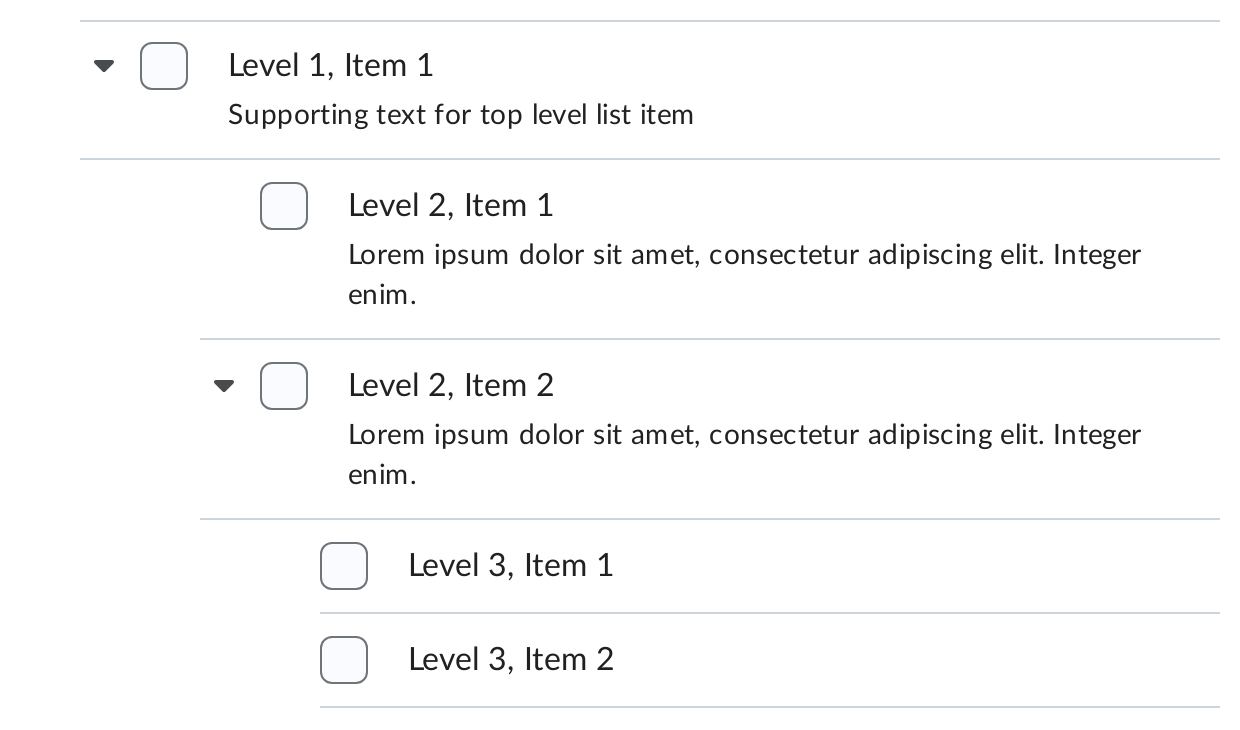 Level 1, Item 1
Supporting text for top level list item
Level 2, Item 1
Lorem ipsum dolor sit amet, consectetur adipiscing elit. Integer
enim.
Level 2, Item 2
Lorem ipsum dolor sit amet, consectetur adipiscing elit. Integer
enim.
Level 3, Item 1
Level 3, Item 2